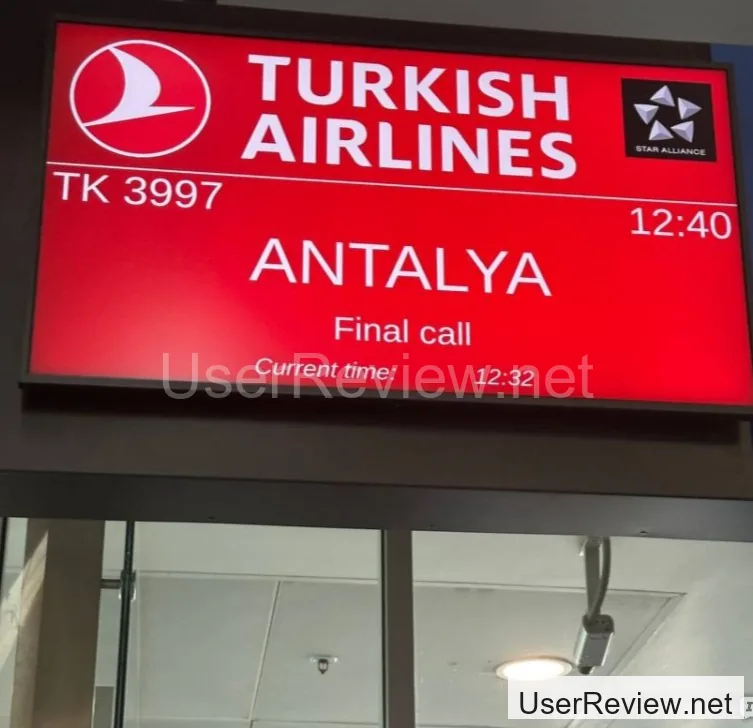 TURKISH
AIRLINES
STAR ALLIANCE
TK 3997
12:40
ANTALYA
Final call
Current time: 12:32
UserReview.net
UserReview.net